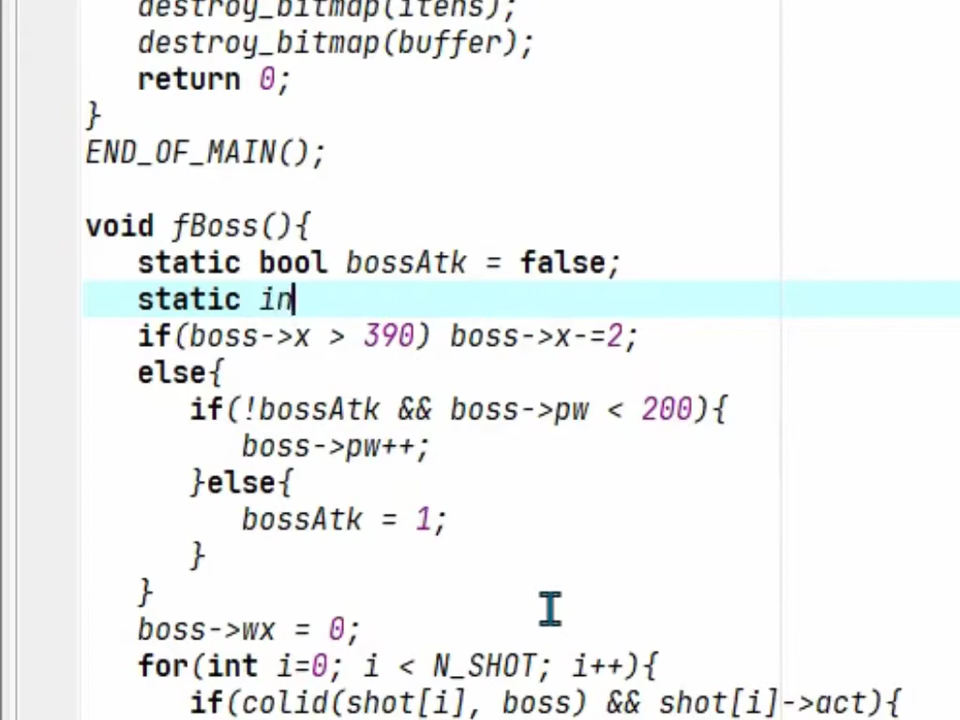 destroy_bitmap(itens);
destroy_bitmap(buffer);
return 0;
}
END_OF_MAIN();
void fBoss(){
static bool bossAtk = false;
static in
if(boss->x > 390) boss->x-=2;
else{
if(!bossAtk && boss->pw < 200){
boss->pw++;
}else{
bossAtk = 1;
}
}
boss->wx = 0;
for(int i=0; i < N_SHOT; i++){
if(colid(shot[i], boss) && shot[i]->act){